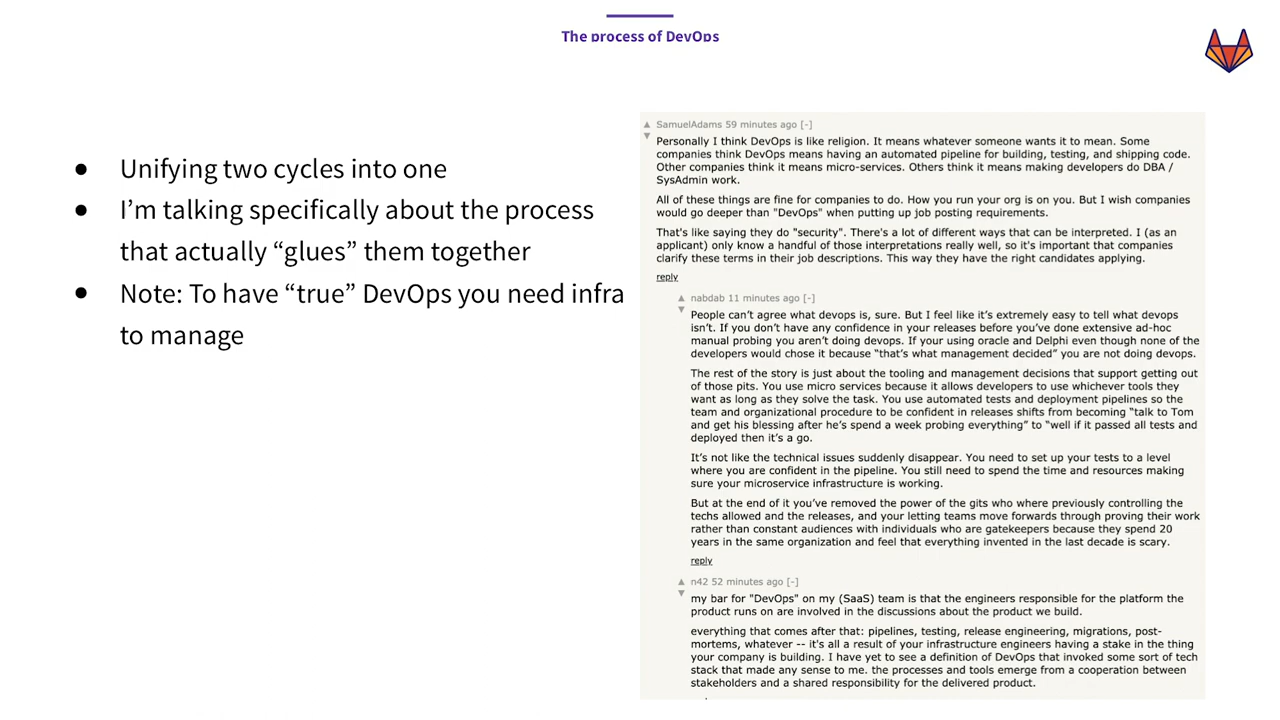 The process of DevOps
● Unifying two cycles into one
● I’m talking specifically about the process
that actually “glues” them together
● Note: To have “true” DevOps you need infra
to manage
SamuelAdams 59 minutes ago [-]
Personally I think DevOps is like religion. It means whatever someone wants it to mean. Some
companies think DevOps means having an automated pipeline for building, testing, and shipping code.
Other companies think it means micro-services. Others think it means making developers do DBA /
SysAdmin work.
All of these things are fine for companies to do. How you run your org is on you. But I wish companies
would go deeper than "DevOps" when putting up job posting requirements.
That's like saying they do "security". There's a lot of different ways that can be interpreted. I (as an
applicant) only know a handful of those interpretations really well, so it's important that companies
clarify these terms in their job descriptions. This way they have the right candidates applying.
reply
nabdab 11 minutes ago [-]
People can’t agree what devops is, sure. But I feel like it’s extremely easy to tell what devops
isn’t. If you don’t have any confidence in your releases before you’ve done extensive ad-hoc
manual probing you aren’t doing devops. If your using oracle and Delphi even though none of the
developers would chose it because “that’s what management decided” you are not doing devops.
The rest of the story is just about the tooling and management decisions that support getting out
of those pits. You use micro services because it allows developers to use whichever tools they
want as long as they solve the task. You use automated tests and deployment pipelines so the
team and organizational procedure to be confident in releases shifts from becoming “talk to Tom
and get his blessing after he’s spend a week probing everything” to “well if it passed all tests and
deployed then it’s a go.
It’s not like the technical issues suddenly disappear. You need to set up your tests to a level
where you are confident in the pipeline. You still need to spend the time and resources making
sure your microservice infrastructure is working.
But at the end of it you’ve removed the power of the gits who where previously controlling the
techs allowed and the releases, and your letting teams move forwards through proving their work
rather than constant audiences with individuals who are gatekeepers because they spend 20
years in the same organization and feel that everything invented in the last decade is scary.
reply
n42 52 minutes ago [-]
my bar for "DevOps" on my (SaaS) team is that the engineers responsible for the platform the
product runs on are involved in the discussions about the product we build.
everything that comes after that: pipelines, testing, release engineering, migrations, post-
mortems, whatever -- it's all a result of your infrastructure engineers having a stake in the thing
your company is building. I have yet to see a definition of DevOps that invoked some sort of tech
stack that made any sense to me. the processes and tools emerge from a cooperation between
stakeholders and a shared responsibility for the delivered product.